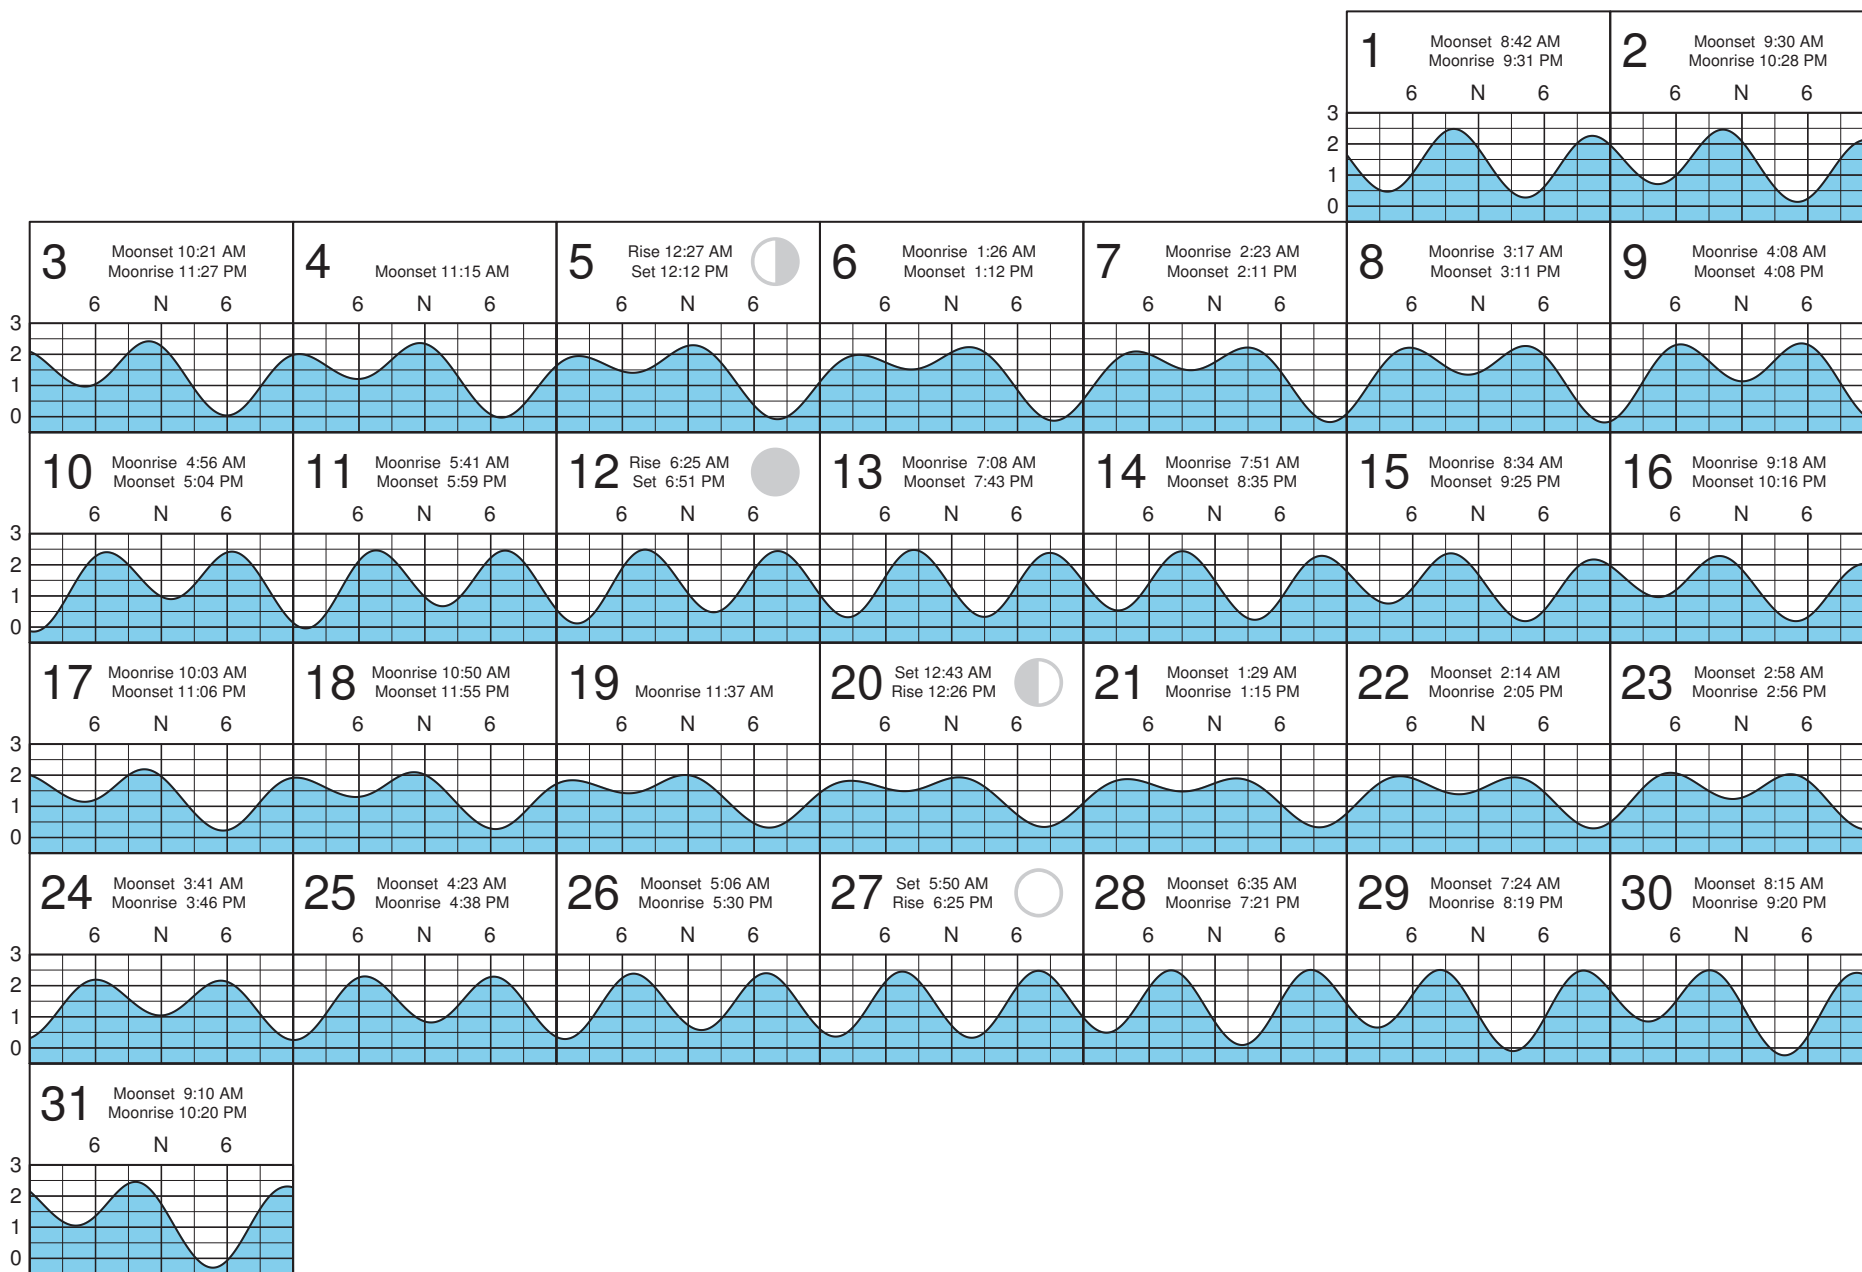 1
Moonset 8:42 AM
Moonrise 9:31 PM
6 N 6
2
Moonset 9:30 AM
Moonrise 10:28 PM
6 N 6
3
2
1
0
3
Moonset 10:21 AM
Moonrise 11:27 PM
6 N 6
4
Moonset 11:15 AM
6 N 6
5
Rise 12:27 AM
Set 12:12 PM
6 N 6
6
Moonrise 1:26 AM
Moonset 1:12 PM
6 N 6
7
Moonrise 2:23 AM
Moonset 2:11 PM
6 N 6
8
Moonrise 3:17 AM
Moonset 3:11 PM
6 N 6
9
Moonrise 4:08 AM
Moonset 4:08 PM
6 N 6
3
2
1
0
10
Moonrise 4:56 AM
Moonset 5:04 PM
6 N 6
11
Moonrise 5:41 AM
Moonset 5:59 PM
6 N 6
12
Rise 6:25 AM
Set 6:51 PM
6 N 6
13
Moonrise 7:08 AM
Moonset 7:43 PM
6 N 6
14
Moonrise 7:51 AM
Moonset 8:35 PM
6 N 6
15
Moonrise 8:34 AM
Moonset 9:25 PM
6 N 6
16
Moonrise 9:18 AM
Moonset 10:16 PM
6 N 6
3
2
1
0
17
Moonrise 10:03 AM
Moonset 11:06 PM
6 N 6
18
Moonrise 10:50 AM
Moonset 11:55 PM
6 N 6
19
Moonrise 11:37 AM
6 N 6
20
Set 12:43 AM
Rise 12:26 PM
6 N 6
21
Moonset 1:29 AM
Moonrise 1:15 PM
6 N 6
22
Moonset 2:14 AM
Moonrise 2:05 PM
6 N 6
23
Moonset 2:58 AM
Moonrise 2:56 PM
6 N 6
3
2
1
0
24
Moonset 3:41 AM
Moonrise 3:46 PM
6 N 6
25
Moonset 4:23 AM
Moonrise 4:38 PM
6 N 6
26
Moonset 5:06 AM
Moonrise 5:30 PM
6 N 6
27
Set 5:50 AM
Rise 6:25 PM
6 N 6
28
Moonset 6:35 AM
Moonrise 7:21 PM
6 N 6
29
Moonset 7:24 AM
Moonrise 8:19 PM
6 N 6
30
Moonset 8:15 AM
Moonrise 9:20 PM
6 N 6
3
2
1
0
31
Moonset 9:10 AM
Moonrise 10:20 PM
6 N 6
3
2
1
0